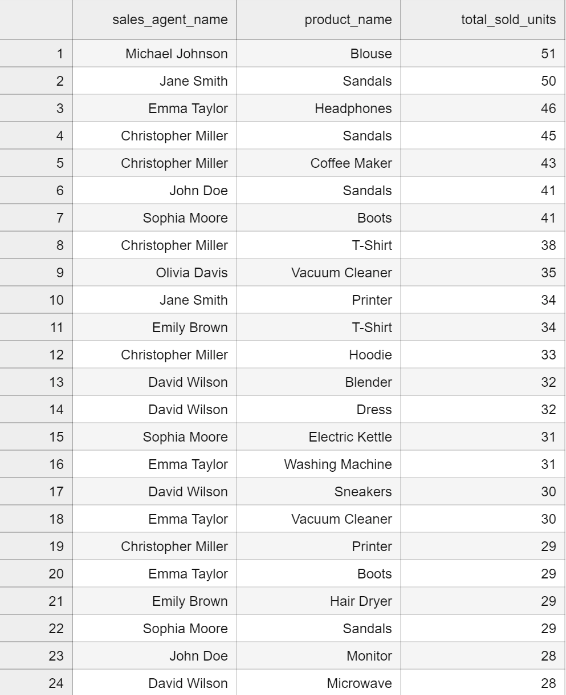 sales_agent_name product_name total_sold_units
1 Michael Johnson Blouse 51
2 Jane Smith Sandals 50
3 Emma Taylor Headphones 46
4 Christopher Miller Sandals 45
5 Christopher Miller Coffee Maker 43
6 John Doe Sandals 41
7 Sophia Moore Boots 41
8 Christopher Miller T-Shirt 38
9 Olivia Davis Vacuum Cleaner 35
10 Jane Smith Printer 34
11 Emily Brown T-Shirt 34
12 Christopher Miller Hoodie 33
13 David Wilson Blender 32
14 David Wilson Dress 32
15 Sophia Moore Electric Kettle 31
16 Emma Taylor Washing Machine 31
17 David Wilson Sneakers 30
18 Emma Taylor Vacuum Cleaner 30
19 Christopher Miller Printer 29
20 Emma Taylor Boots 29
21 Emily Brown Hair Dryer 29
22 Sophia Moore Sandals 29
23 John Doe Monitor 28
24 David Wilson Microwave 28